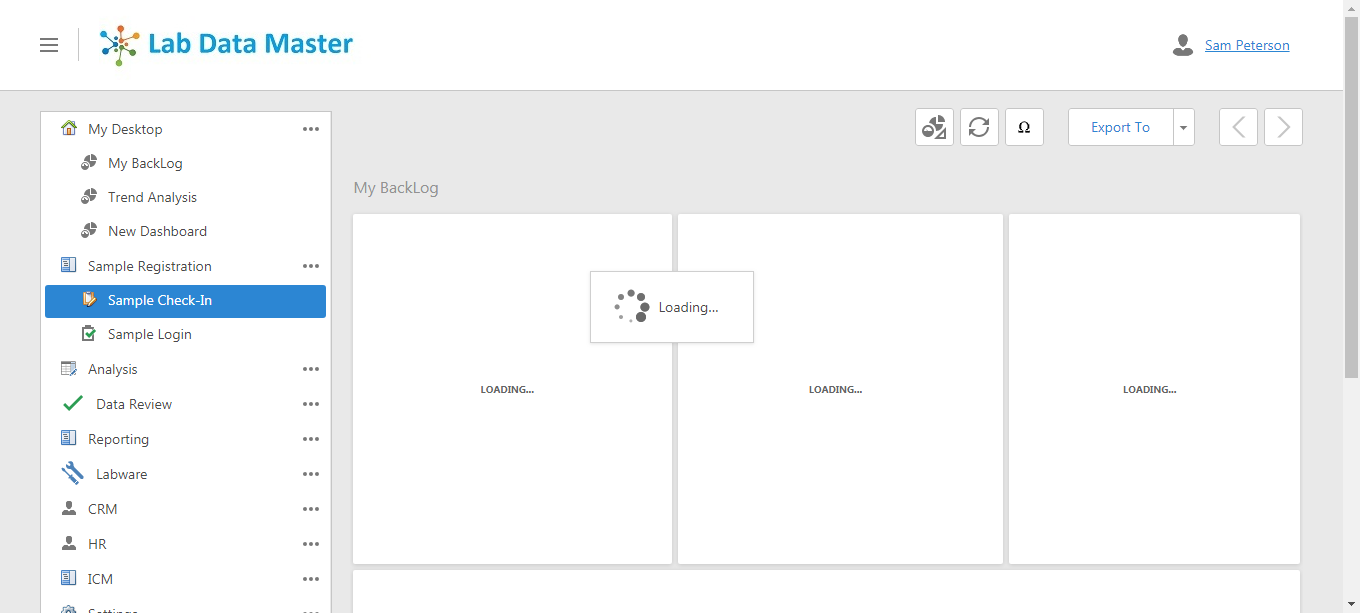 Lab Data Master
Sam Peterson
My Desktop
My BackLog
Trend Analysis
New Dashboard
Sample Registration
Sample Check-In
Sample Login
Analysis
Data Review
Reporting
Labware
CRM
HR
ICM
Settings
Ω
Export To
My BackLog
Loading...
LOADING...
LOADING...
LOADING...